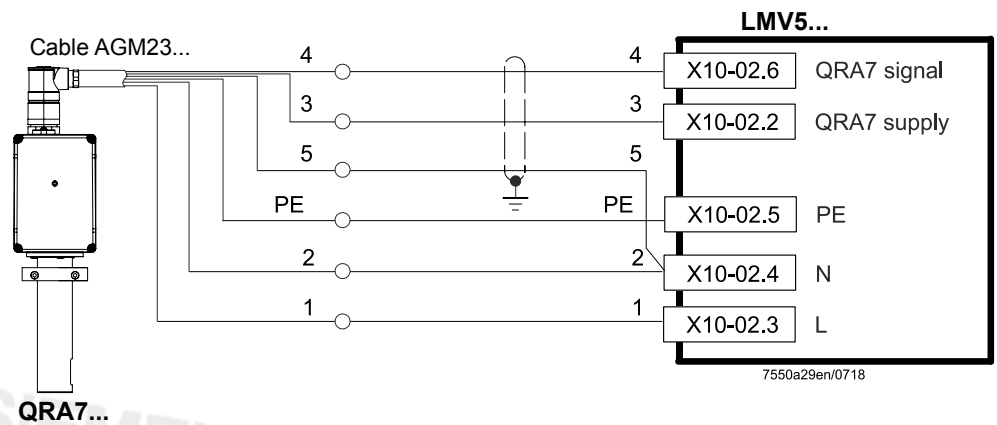 LMV5...
Cable AGM23...
4 4 X10-02.6 QRA7 signal
3 3 X10-02.2 QRA7 supply
5 5
PE PE X10-02.5 PE
2 2 X10-02.4 N
1 1 X10-02.3 L
7550a29en/0718
QRA7...